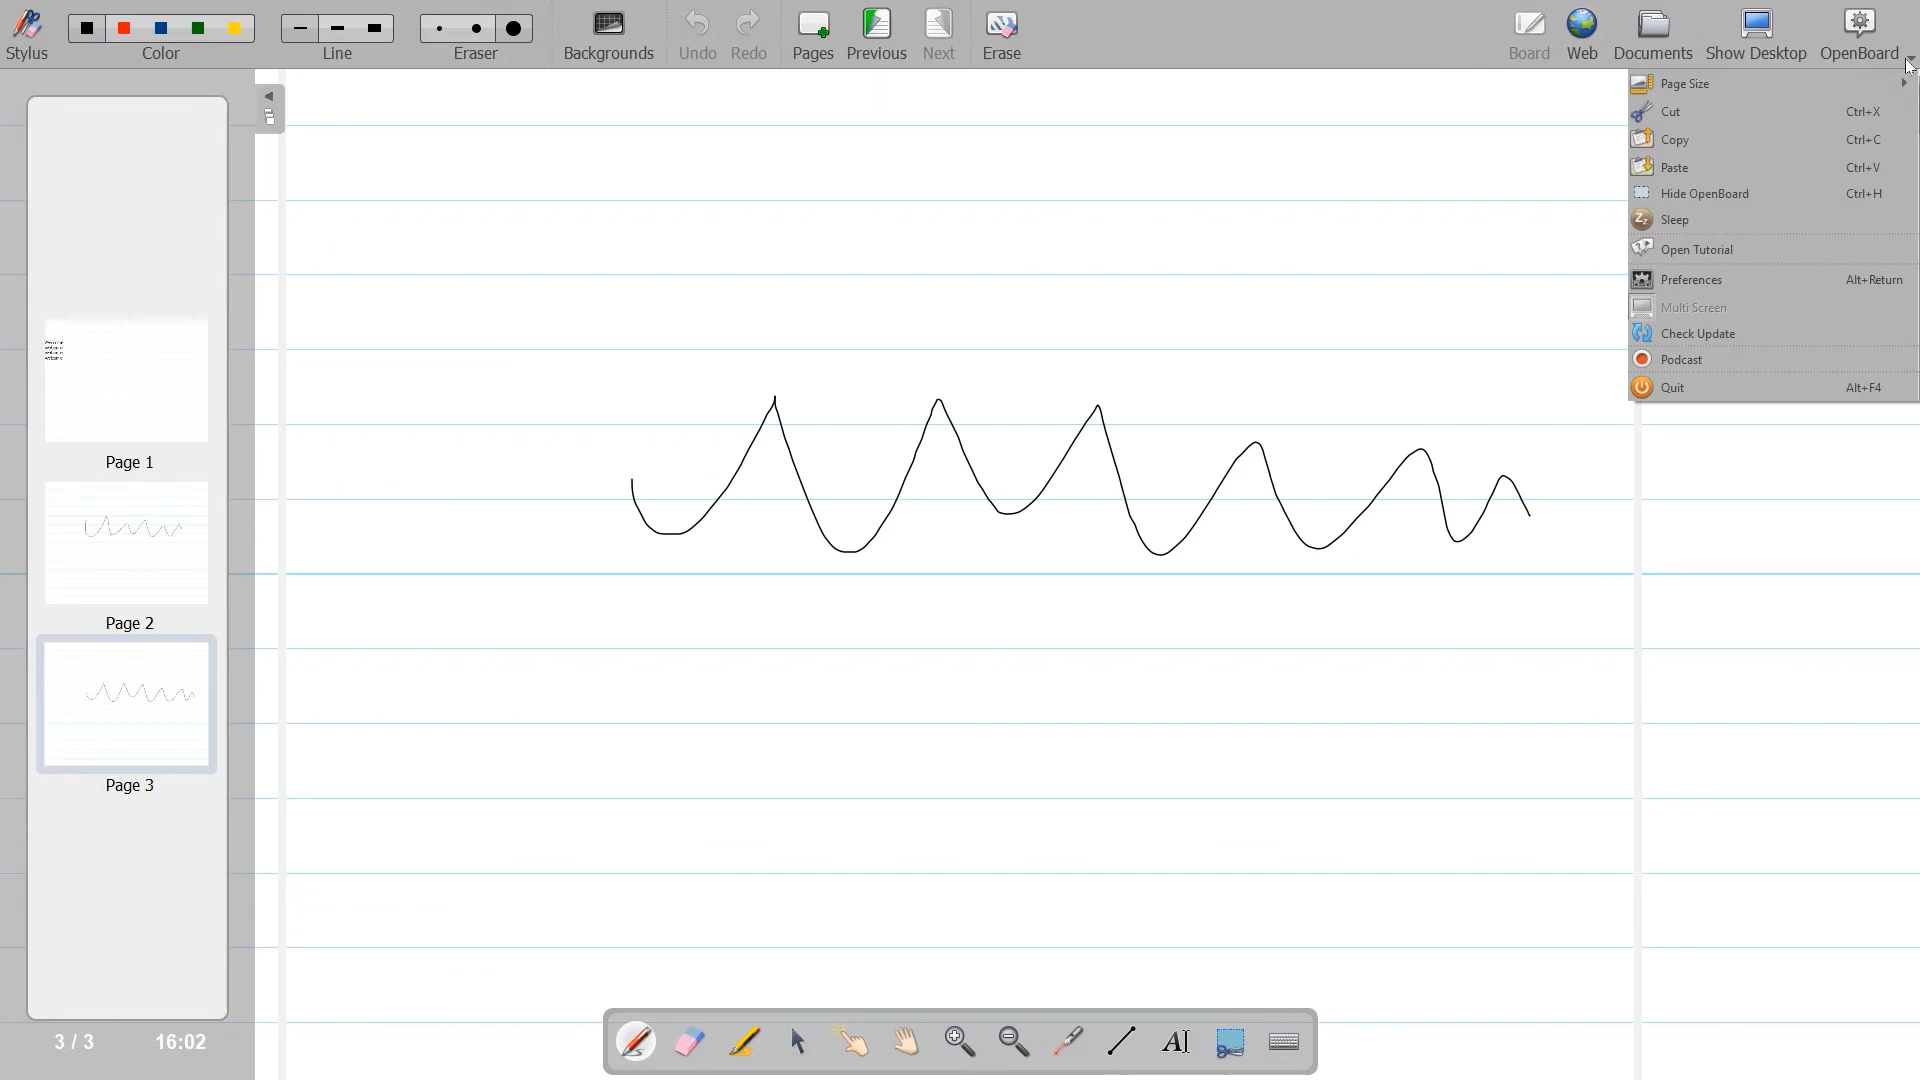 Stylus
Color
Line
Eraser
Backgrounds
Undo
Redo
Pages
Previous
Next
Erase
Board
Web
Documents
Show Desktop
OpenBoard
Page Size
Cut Ctrl+X
Copy Ctrl+C
Paste Ctrl+V
Hide OpenBoard Ctrl+H
Zz
Sleep
Open Tutorial
Preferences Alt+Return
Multi Screen
Check Update
Podcast
Quit Alt+F4
Page 1
Page 2
Page 3
3 / 3 16:02
AI